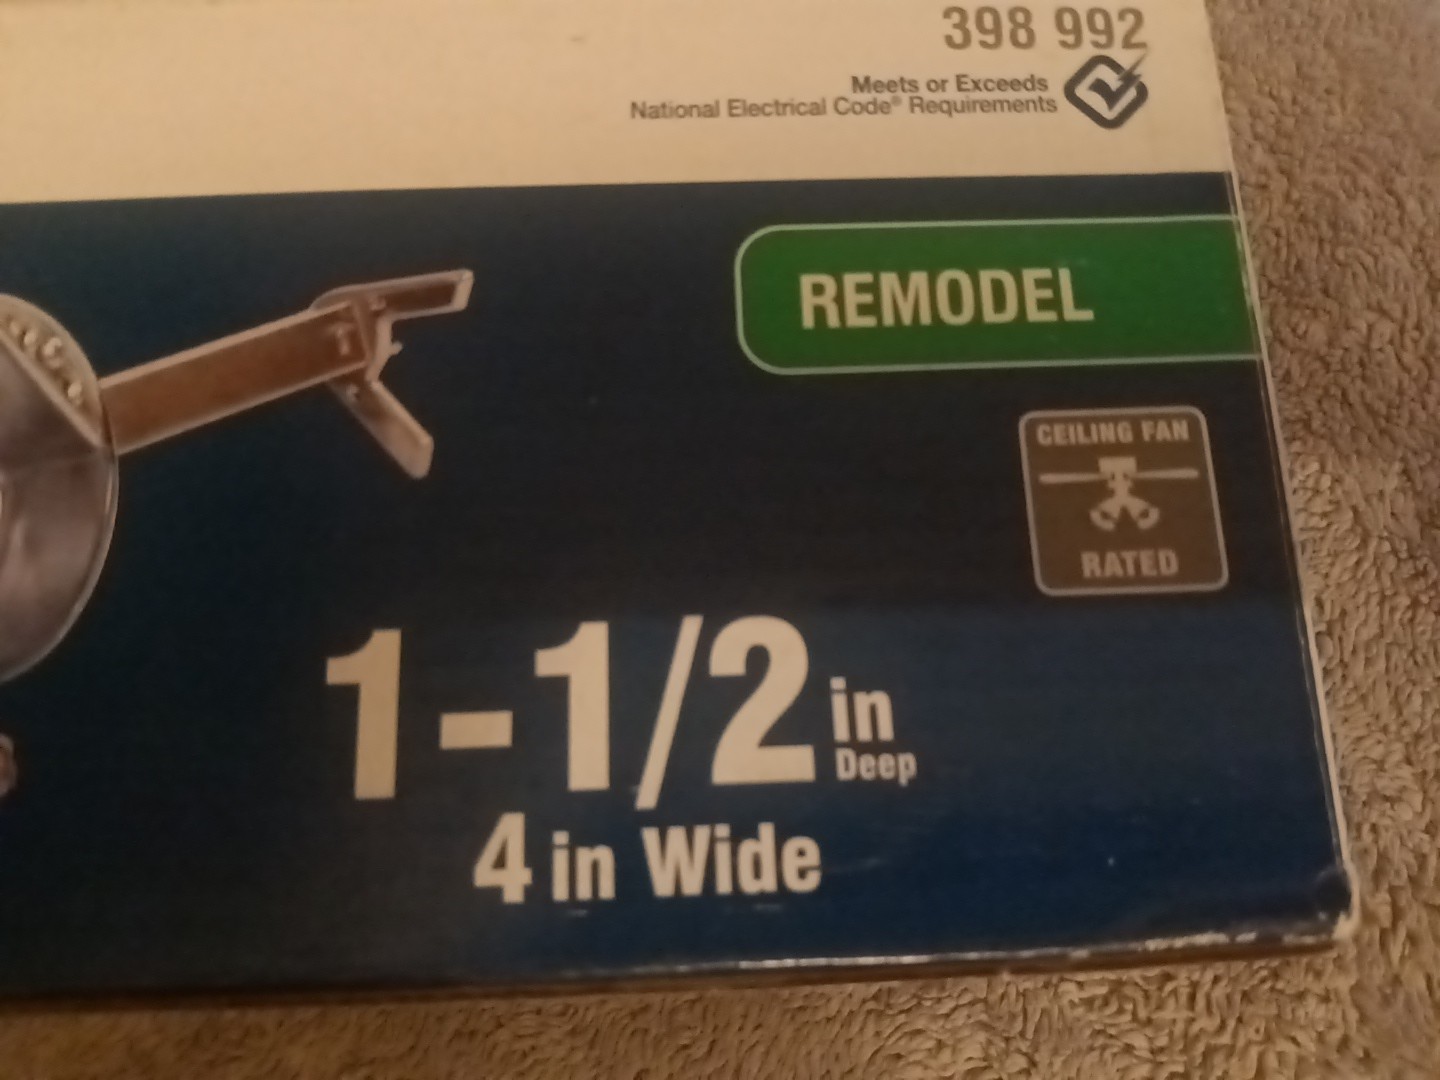 398 992
Meets or Exceeds
National Electrical Code® Requirements
REMODEL
CEILING FAN
RATED
1-1/2 in
Deep
4 in Wide